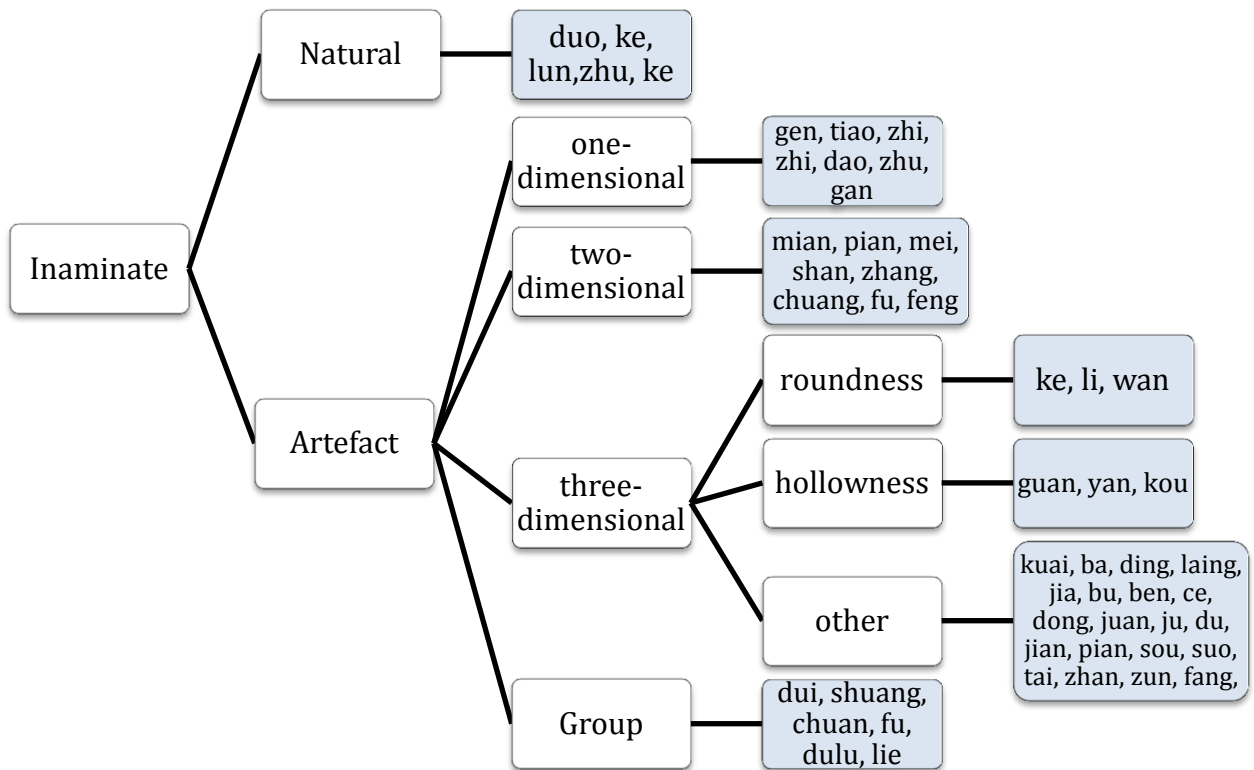 Inaminate
Natural
duo, ke,
lun,zhu, ke
Artefact
one-
dimensional
gen, tiao, zhi,
zhi, dao, zhu,
gan
two-
dimensional
mian, pian, mei,
shan, zhang,
chuang, fu, feng
three-
dimensional
roundness
ke, li, wan
hollowness
guan, yan, kou
other
kuai, ba, ding, laing,
jia, bu, ben, ce,
dong, juan, ju, du,
jian, pian, sou, suo,
tai, zhan, zun, fang,
Group
dui, shuang,
chuan, fu,
dulu, lie